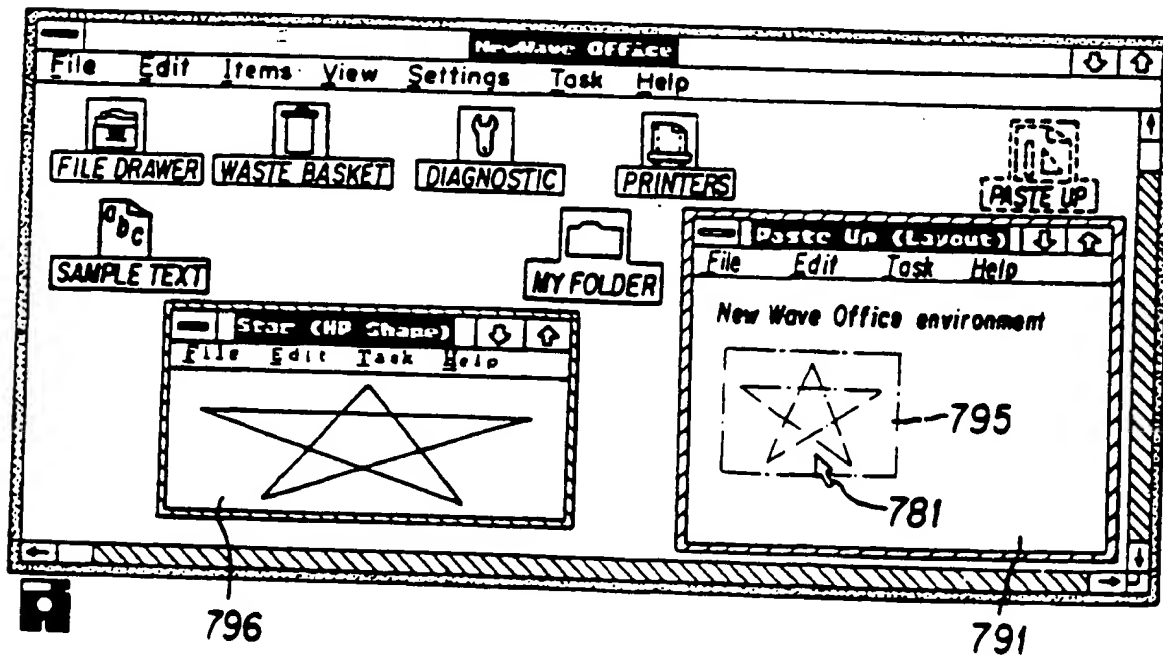 NewWave Office
File Edit Items View Settings Task Help
FILE DRAWER WASTE BASKET DIAGNOSTIC PRINTERS PASTE UP
abc
SAMPLE TEXT MY FOLDER
Paste Up (Layout)
File Edit Task Help
New Wave Office environment
Star (HP Shape)
File Edit Task Help
795
781
796
791